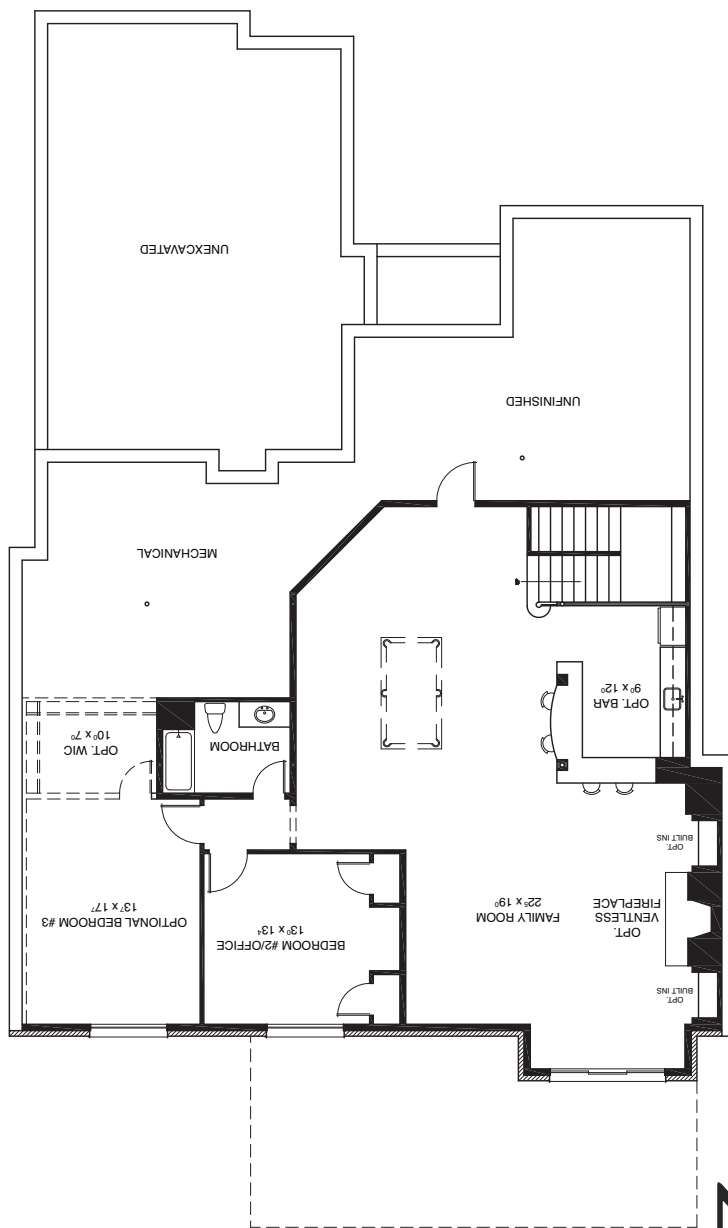 OPT.
BUILT INS
OPT.
VENTLESS
FIREPLACE
FAMILY ROOM
22⁵ x 19⁰
BEDROOM #2/OFFICE
13⁰ x 13⁴
OPTIONAL BEDROOM #3
13⁷ x 17⁷
OPT.
BUILT INS
OPT. BAR
9⁰ x 12⁰
BATHROOM
OPT. WIC
10⁰ x 7⁰
MECHANICAL
UNFINISHED
UNEXCAVATED